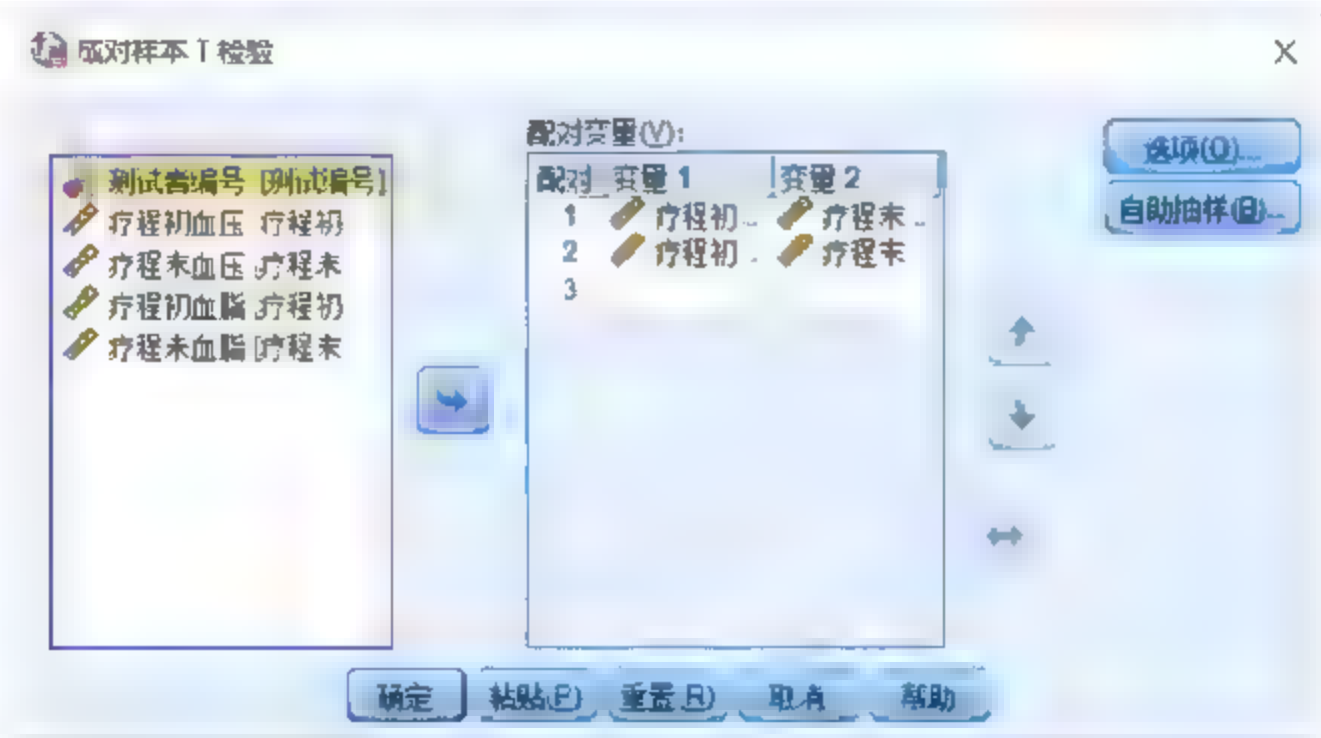 成对样本 T 检验
配对变量(V):
测试者编号 [测试编号]
疗程初血压 疗程初
疗程末血压 疗程末
疗程初血脂 疗程初
疗程末血脂 [疗程末
配对 变量 1 变量 2
1 疗程初... 疗程末...
2 疗程初... 疗程末
3
选项(O)...
自助抽样(B)...
确定 粘贴(P) 重置(R) 取消 帮助